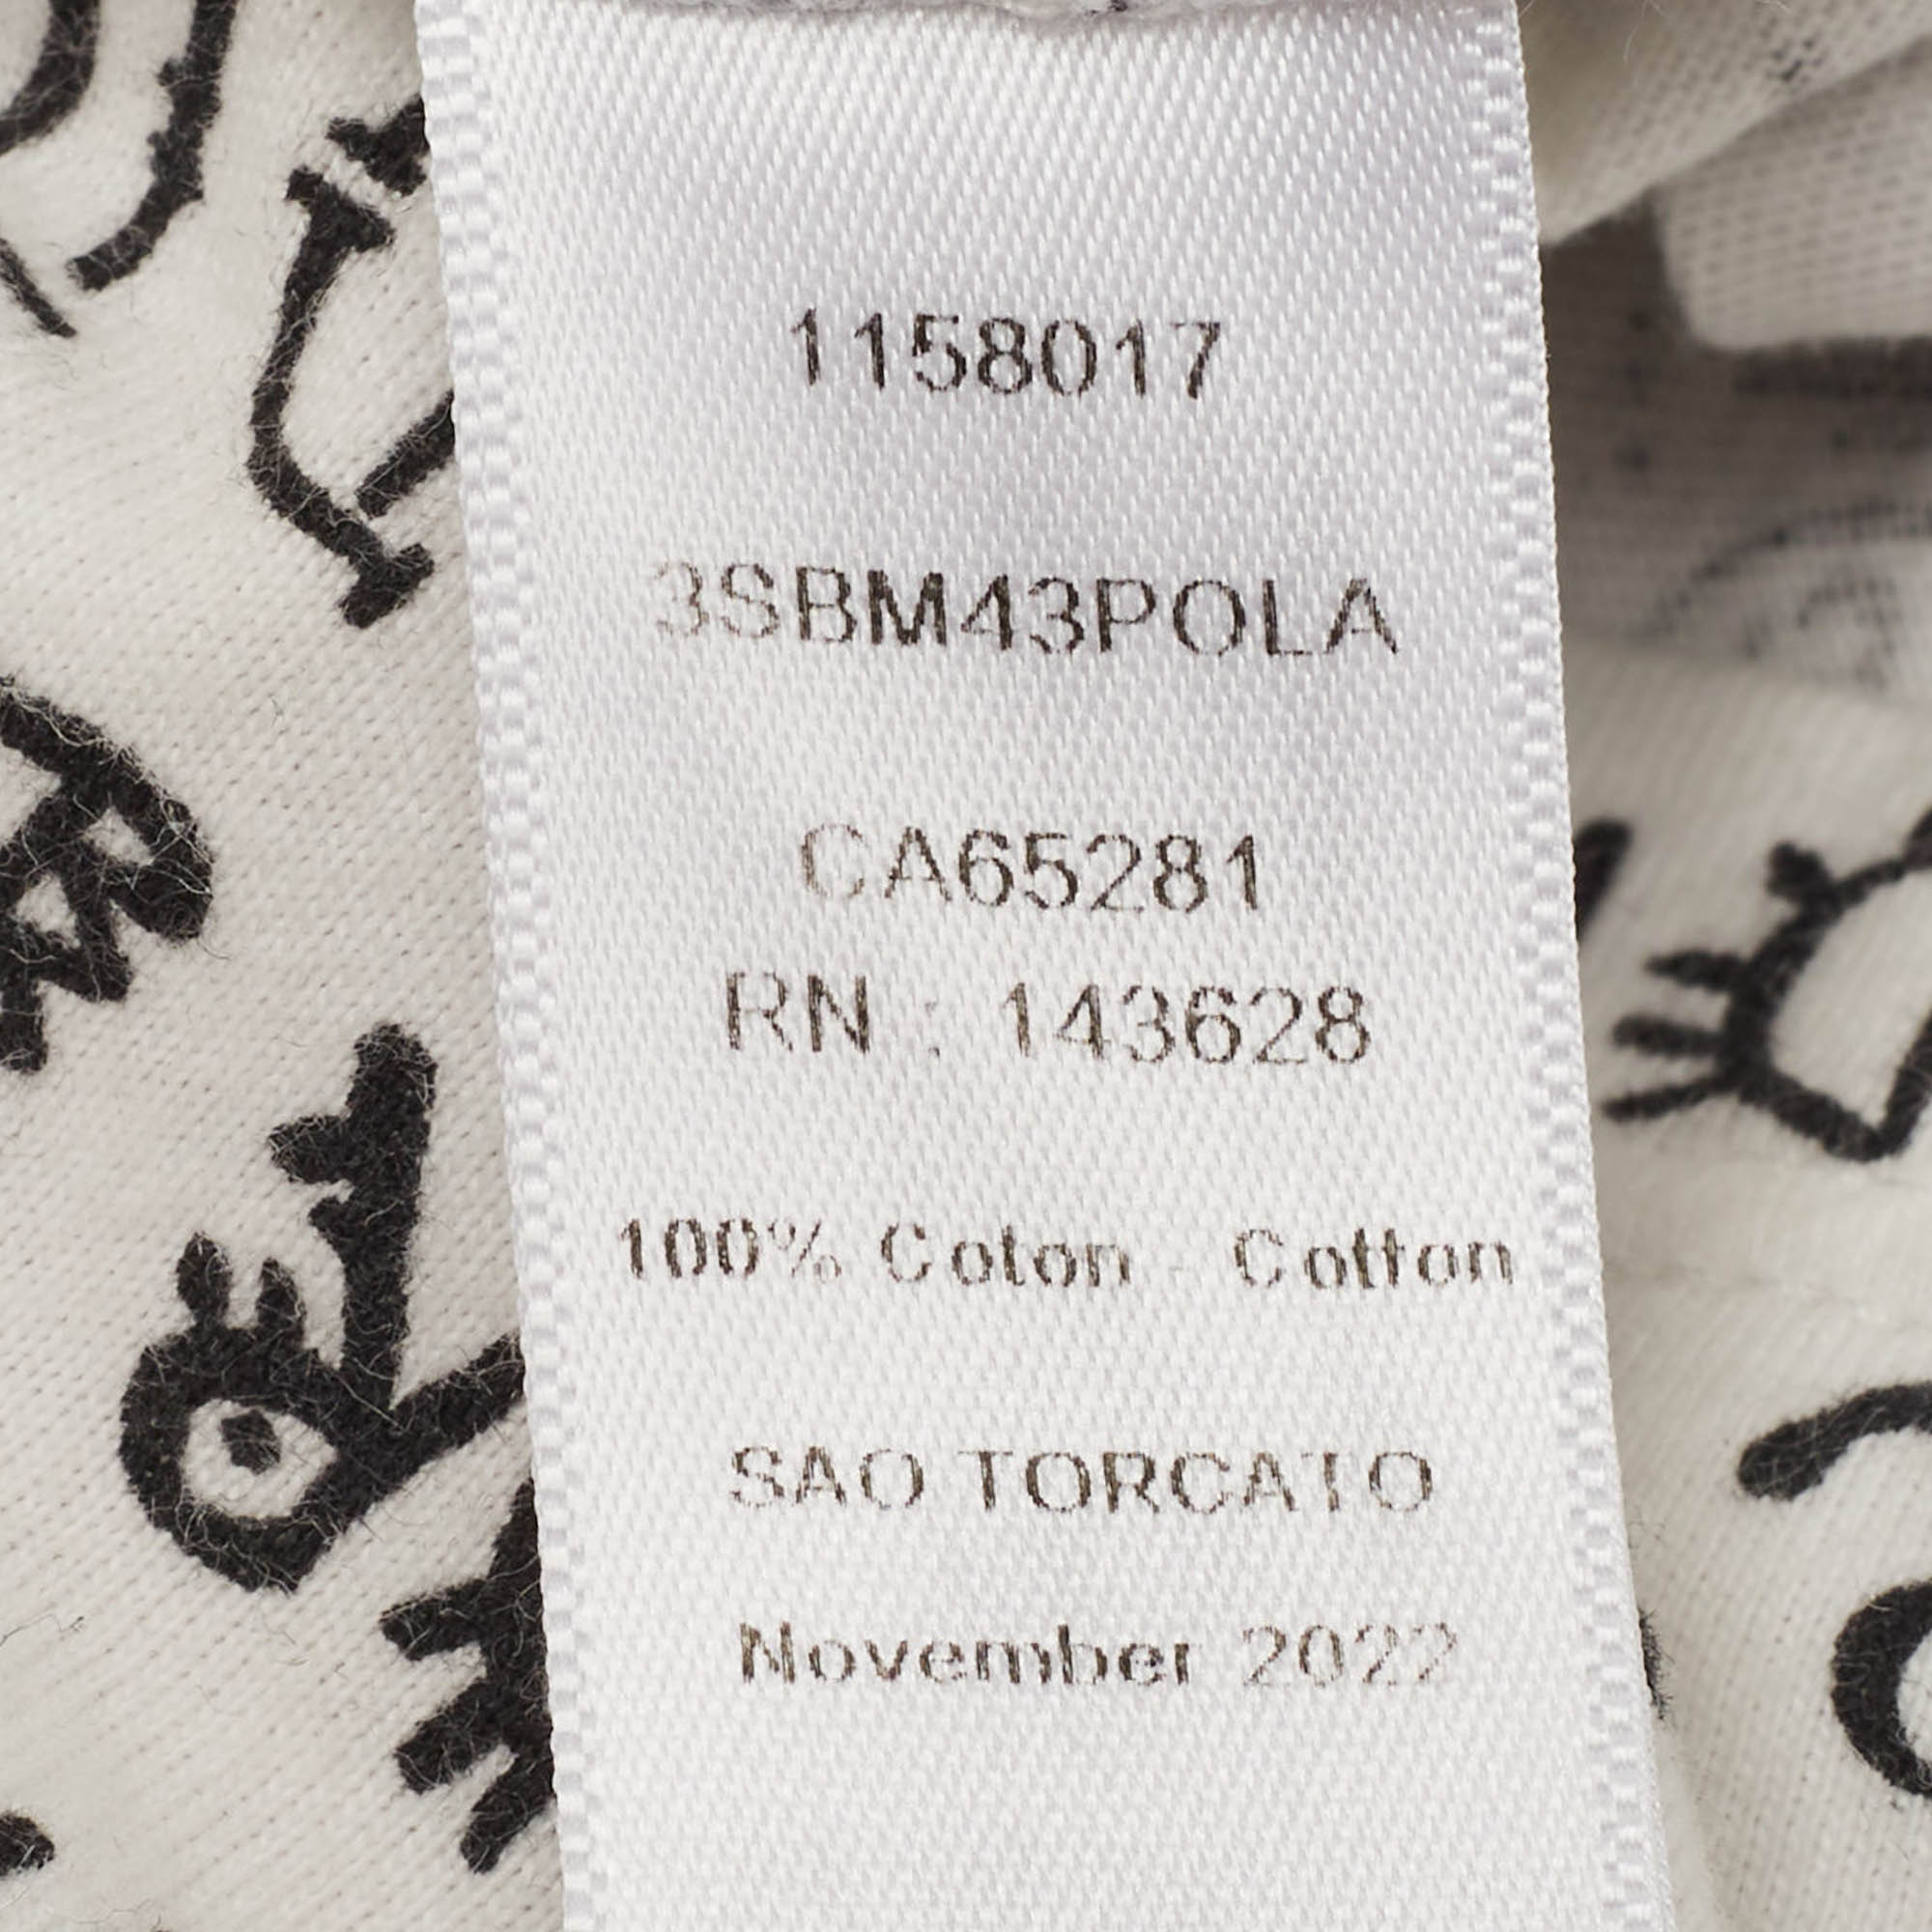 1158017
3SBM43POLA
CA65281
RN : 143628
100% Coton - Cotton
SAO TORCATO
November 2022